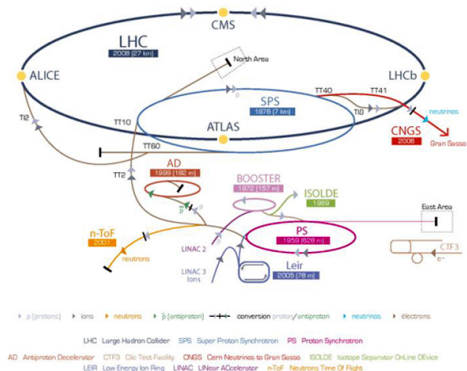 CMS
LHC
2008 (27 km)
North Area
ALICE
LHCb
TT40 TT41
SPS
1976 (7 km)
TI8
TI2
TT10
ATLAS
CNGS
2006
neutrinos
Gran Sasso
TT60
AD
1999 (182 m)
TT2
BOOSTER
1972 (157 m)
ISOLDE
1989
p
East Area
n-ToF
2001
LINAC 2
PS
1959 (628 m)
CTF3
e-
neutrons
LINAC 3
Ions
Leir
2005 (78 m)
p (protons) ions neutrons p̄ (antiproton) conversion proton/antiproton neutrinos électrons
LHC Large Hadron Collider SPS Super Proton Synchrotron PS Proton Synchrotron
AD Antiproton Decelerator CTF3 Clic Test Facility CNGS Cern Neutrinos to Gran Sasso ISOLDE Isotope Separator OnLine DEvice
LEIR Low Energy Ion Ring LINAC LINear ACcelerator n-ToF Neutrons Time Of Flight